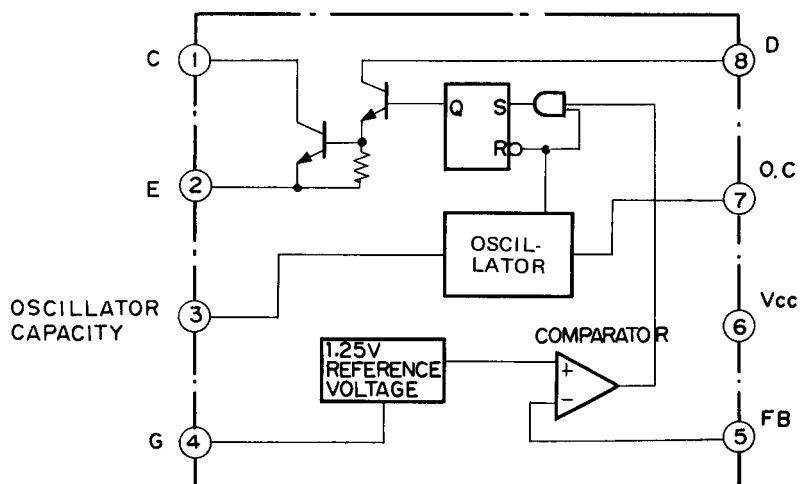 C 1
8 D
Q S
R
E 2
O.C
7
OSCIL-
LATOR
OSCILLATOR
CAPACITY
3
Vcc
6
COMPARATOR
1.25V
REFERENCE
VOLTAGE
+
−
G 4
FB
5